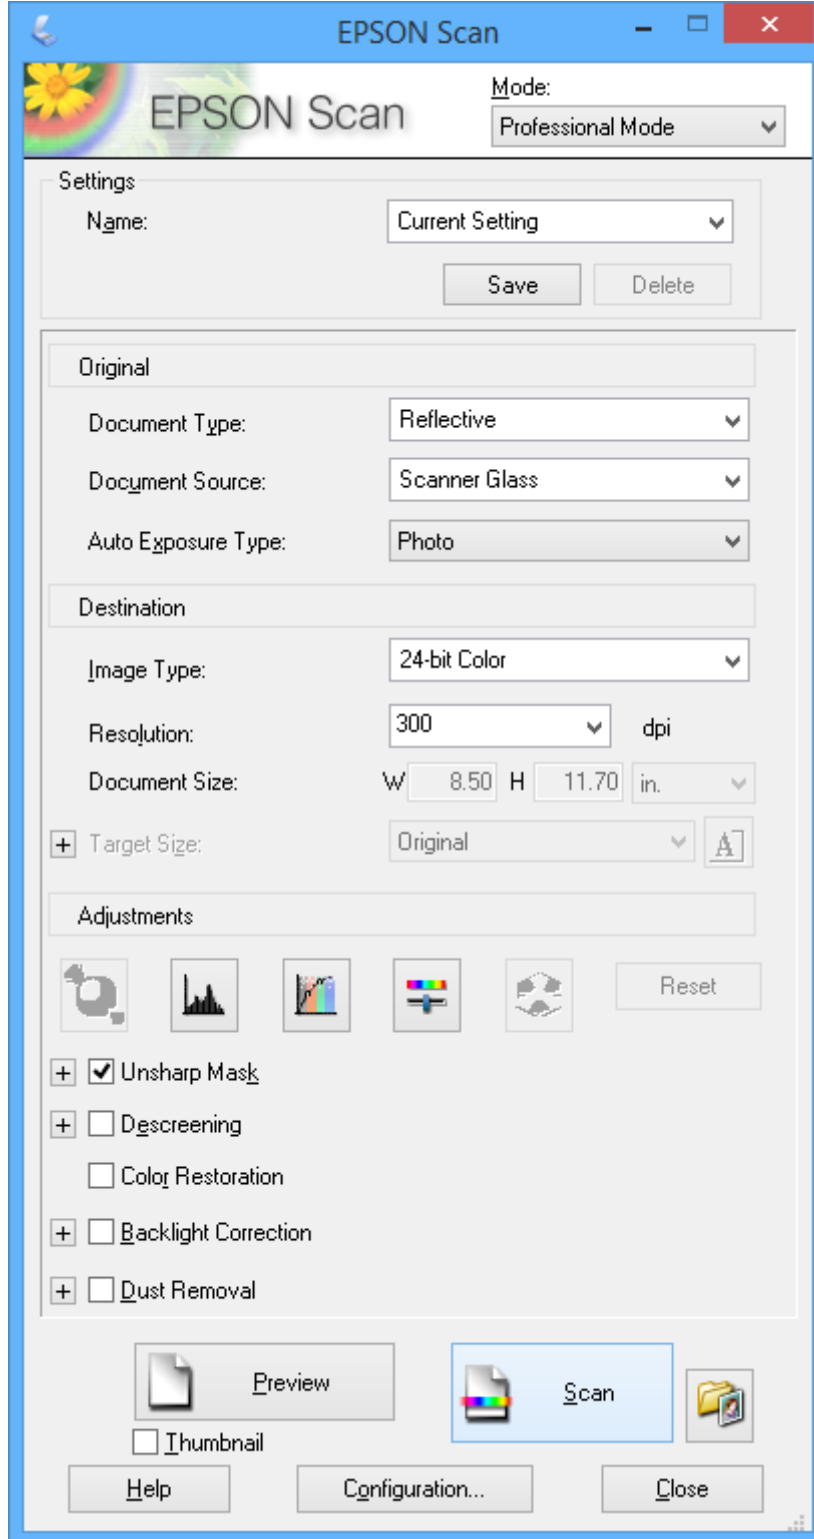 EPSON Scan
EPSON Scan
Mode:
Professional Mode
Settings
Name:
Current Setting
Save
Delete
Original
Document Type:
Reflective
Document Source:
Scanner Glass
Auto Exposure Type:
Photo
Destination
Image Type:
24-bit Color
Resolution:
300
dpi
Document Size:
W 8.50 H 11.70 in.
Target Size:
Original
A
Adjustments
Reset
Unsharp Mask
Descreening
Color Restoration
Backlight Correction
Dust Removal
Preview
Scan
Thumbnail
Help
Configuration...
Close